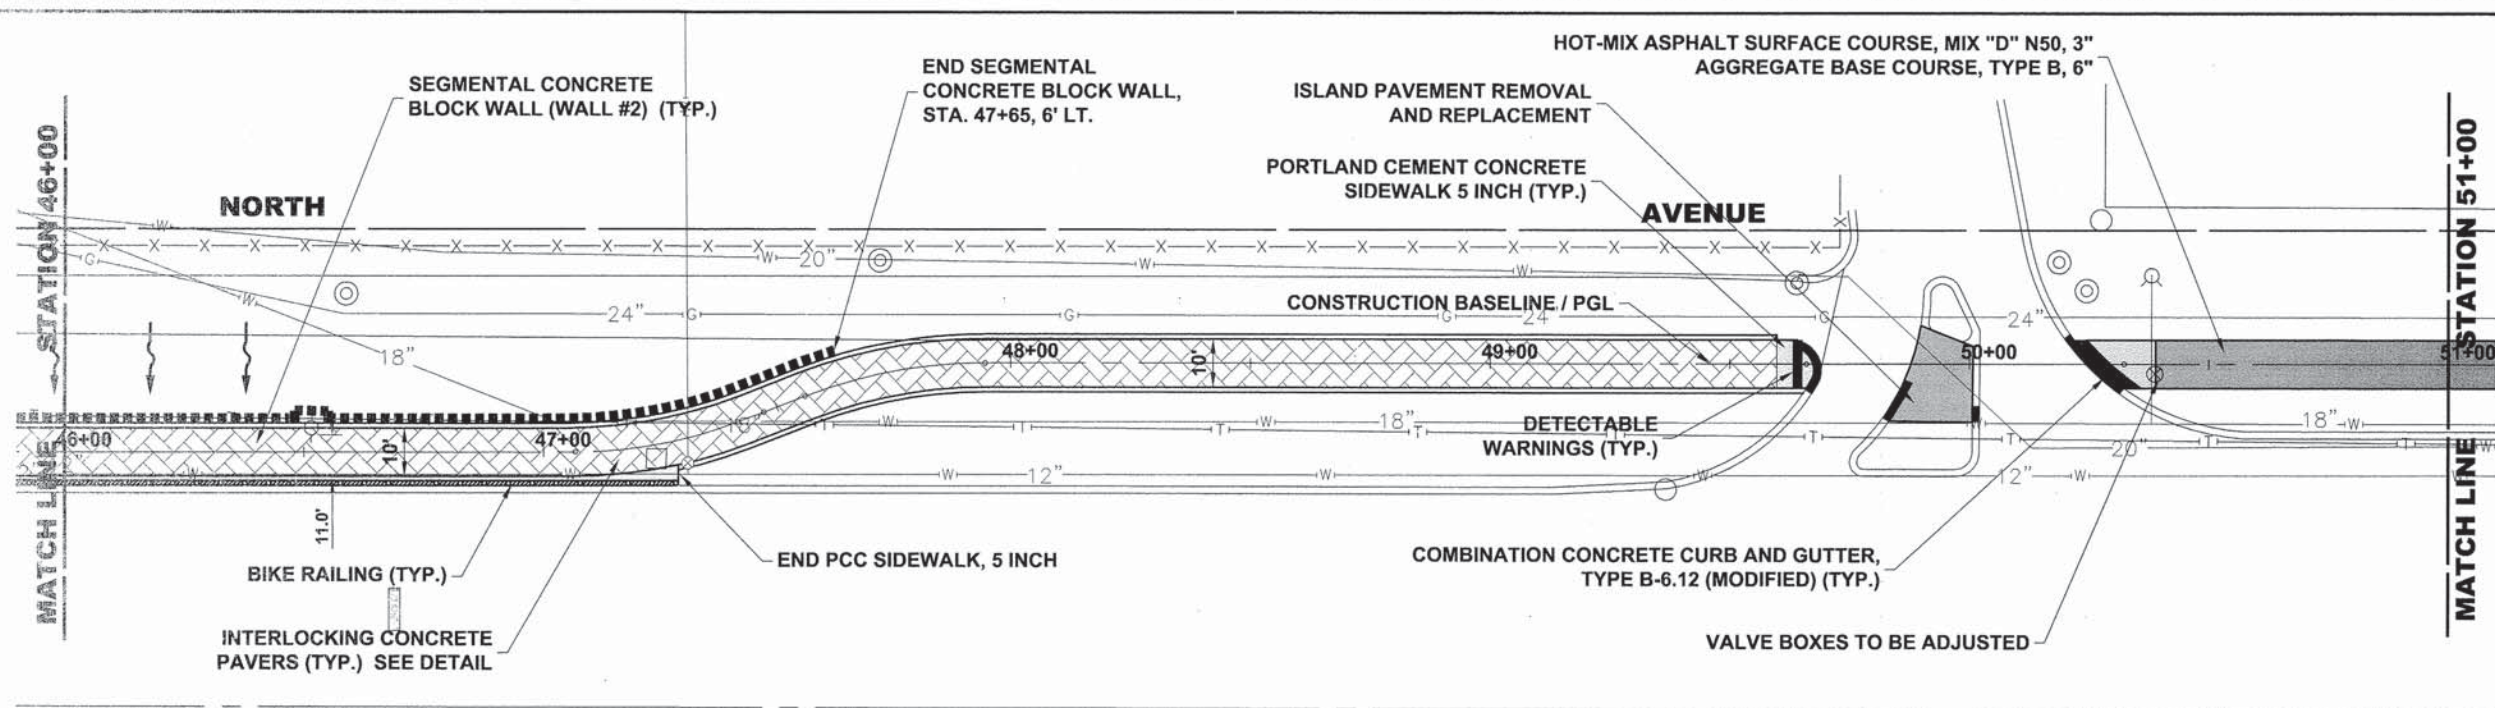 SEGMENTAL CONCRETE
BLOCK WALL (WALL #2) (TYP.)
END SEGMENTAL
CONCRETE BLOCK WALL,
STA. 47+65, 6' LT.
HOT-MIX ASPHALT SURFACE COURSE, MIX "D" N50, 3"
AGGREGATE BASE COURSE, TYPE B, 6"
ISLAND PAVEMENT REMOVAL
AND REPLACEMENT
PORTLAND CEMENT CONCRETE
SIDEWALK 5 INCH (TYP.)
NORTH
AVENUE
MATCH LINE STATION 46+00
MATCH LINE STATION 51+00
20"
24"
18"
CONSTRUCTION BASELINE / PGL
24
24"
46+00
47+00
48+00
49+00
50+00
51+00
10'
10'
18"
18"
20"
12"
12"
11.0'
DETECTABLE
WARNINGS (TYP.)
BIKE RAILING (TYP.)
END PCC SIDEWALK, 5 INCH
COMBINATION CONCRETE CURB AND GUTTER,
TYPE B-6.12 (MODIFIED) (TYP.)
INTERLOCKING CONCRETE
PAVERS (TYP.) SEE DETAIL
VALVE BOXES TO BE ADJUSTED